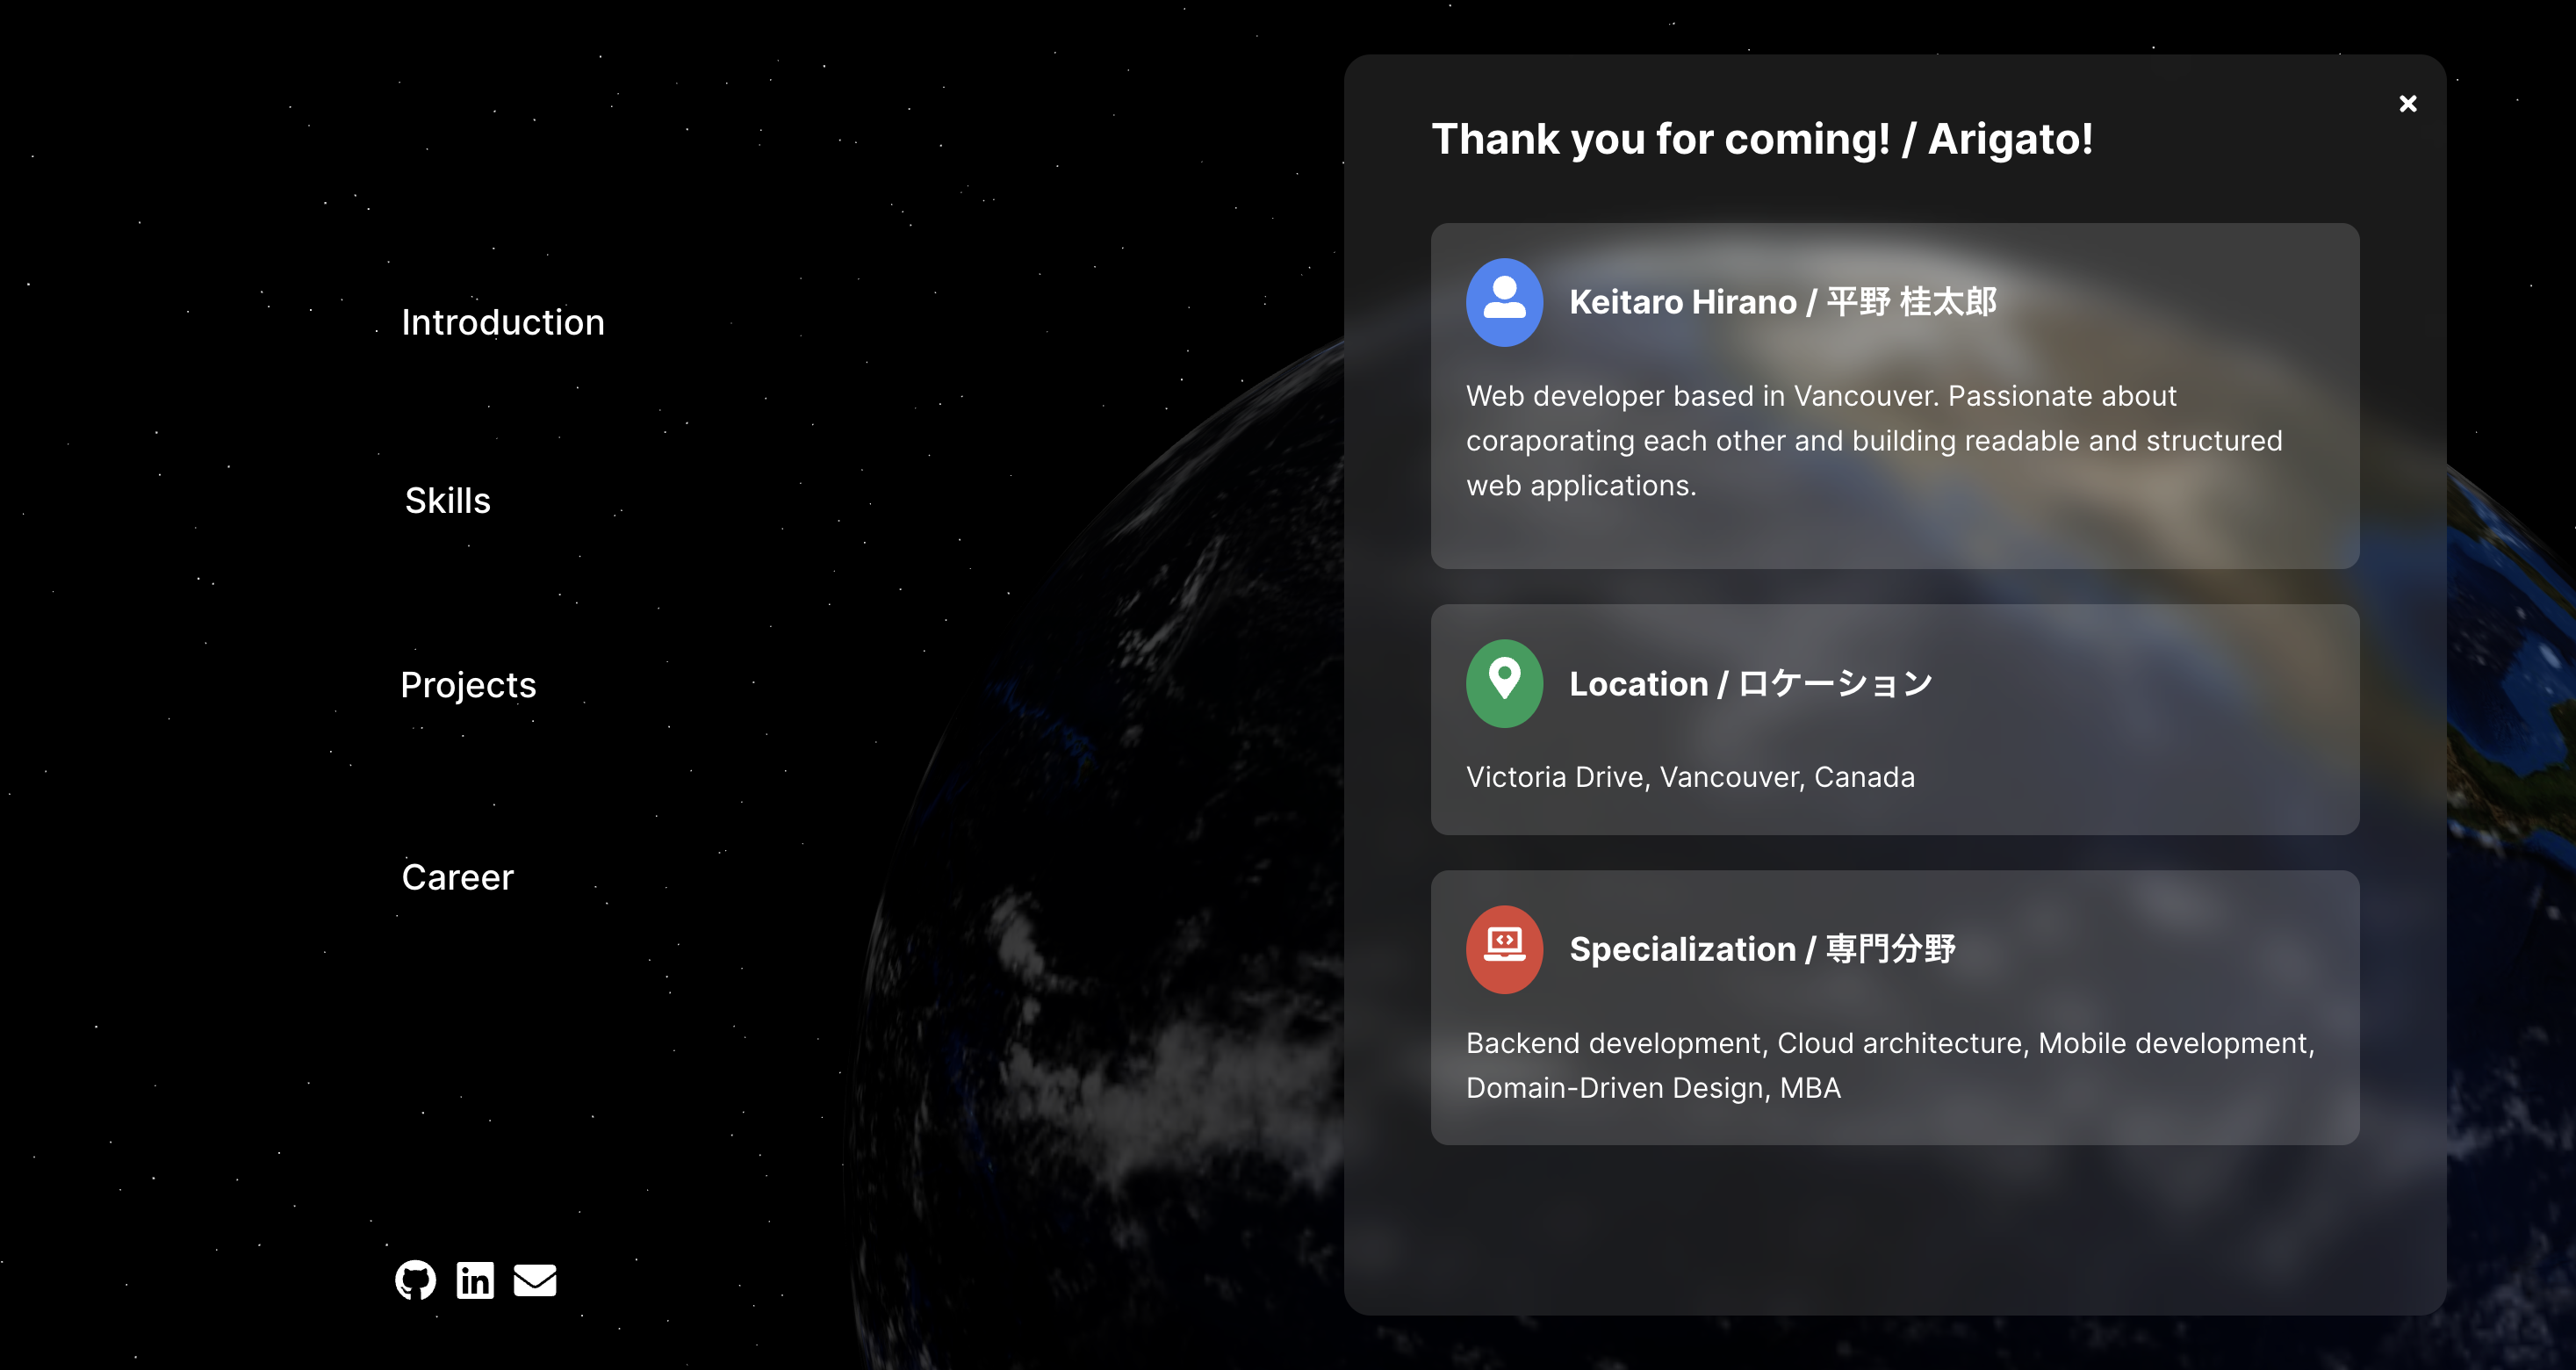 Introduction
Skills
Projects
Career
Thank you for coming! / Arigato!
Keitaro Hirano / 平野 桂太郎
Web developer based in Vancouver. Passionate about
coraporating each other and building readable and structured
web applications.
Location / ロケーション
Victoria Drive, Vancouver, Canada
Specialization / 専門分野
Backend development, Cloud architecture, Mobile development,
Domain-Driven Design, MBA
in